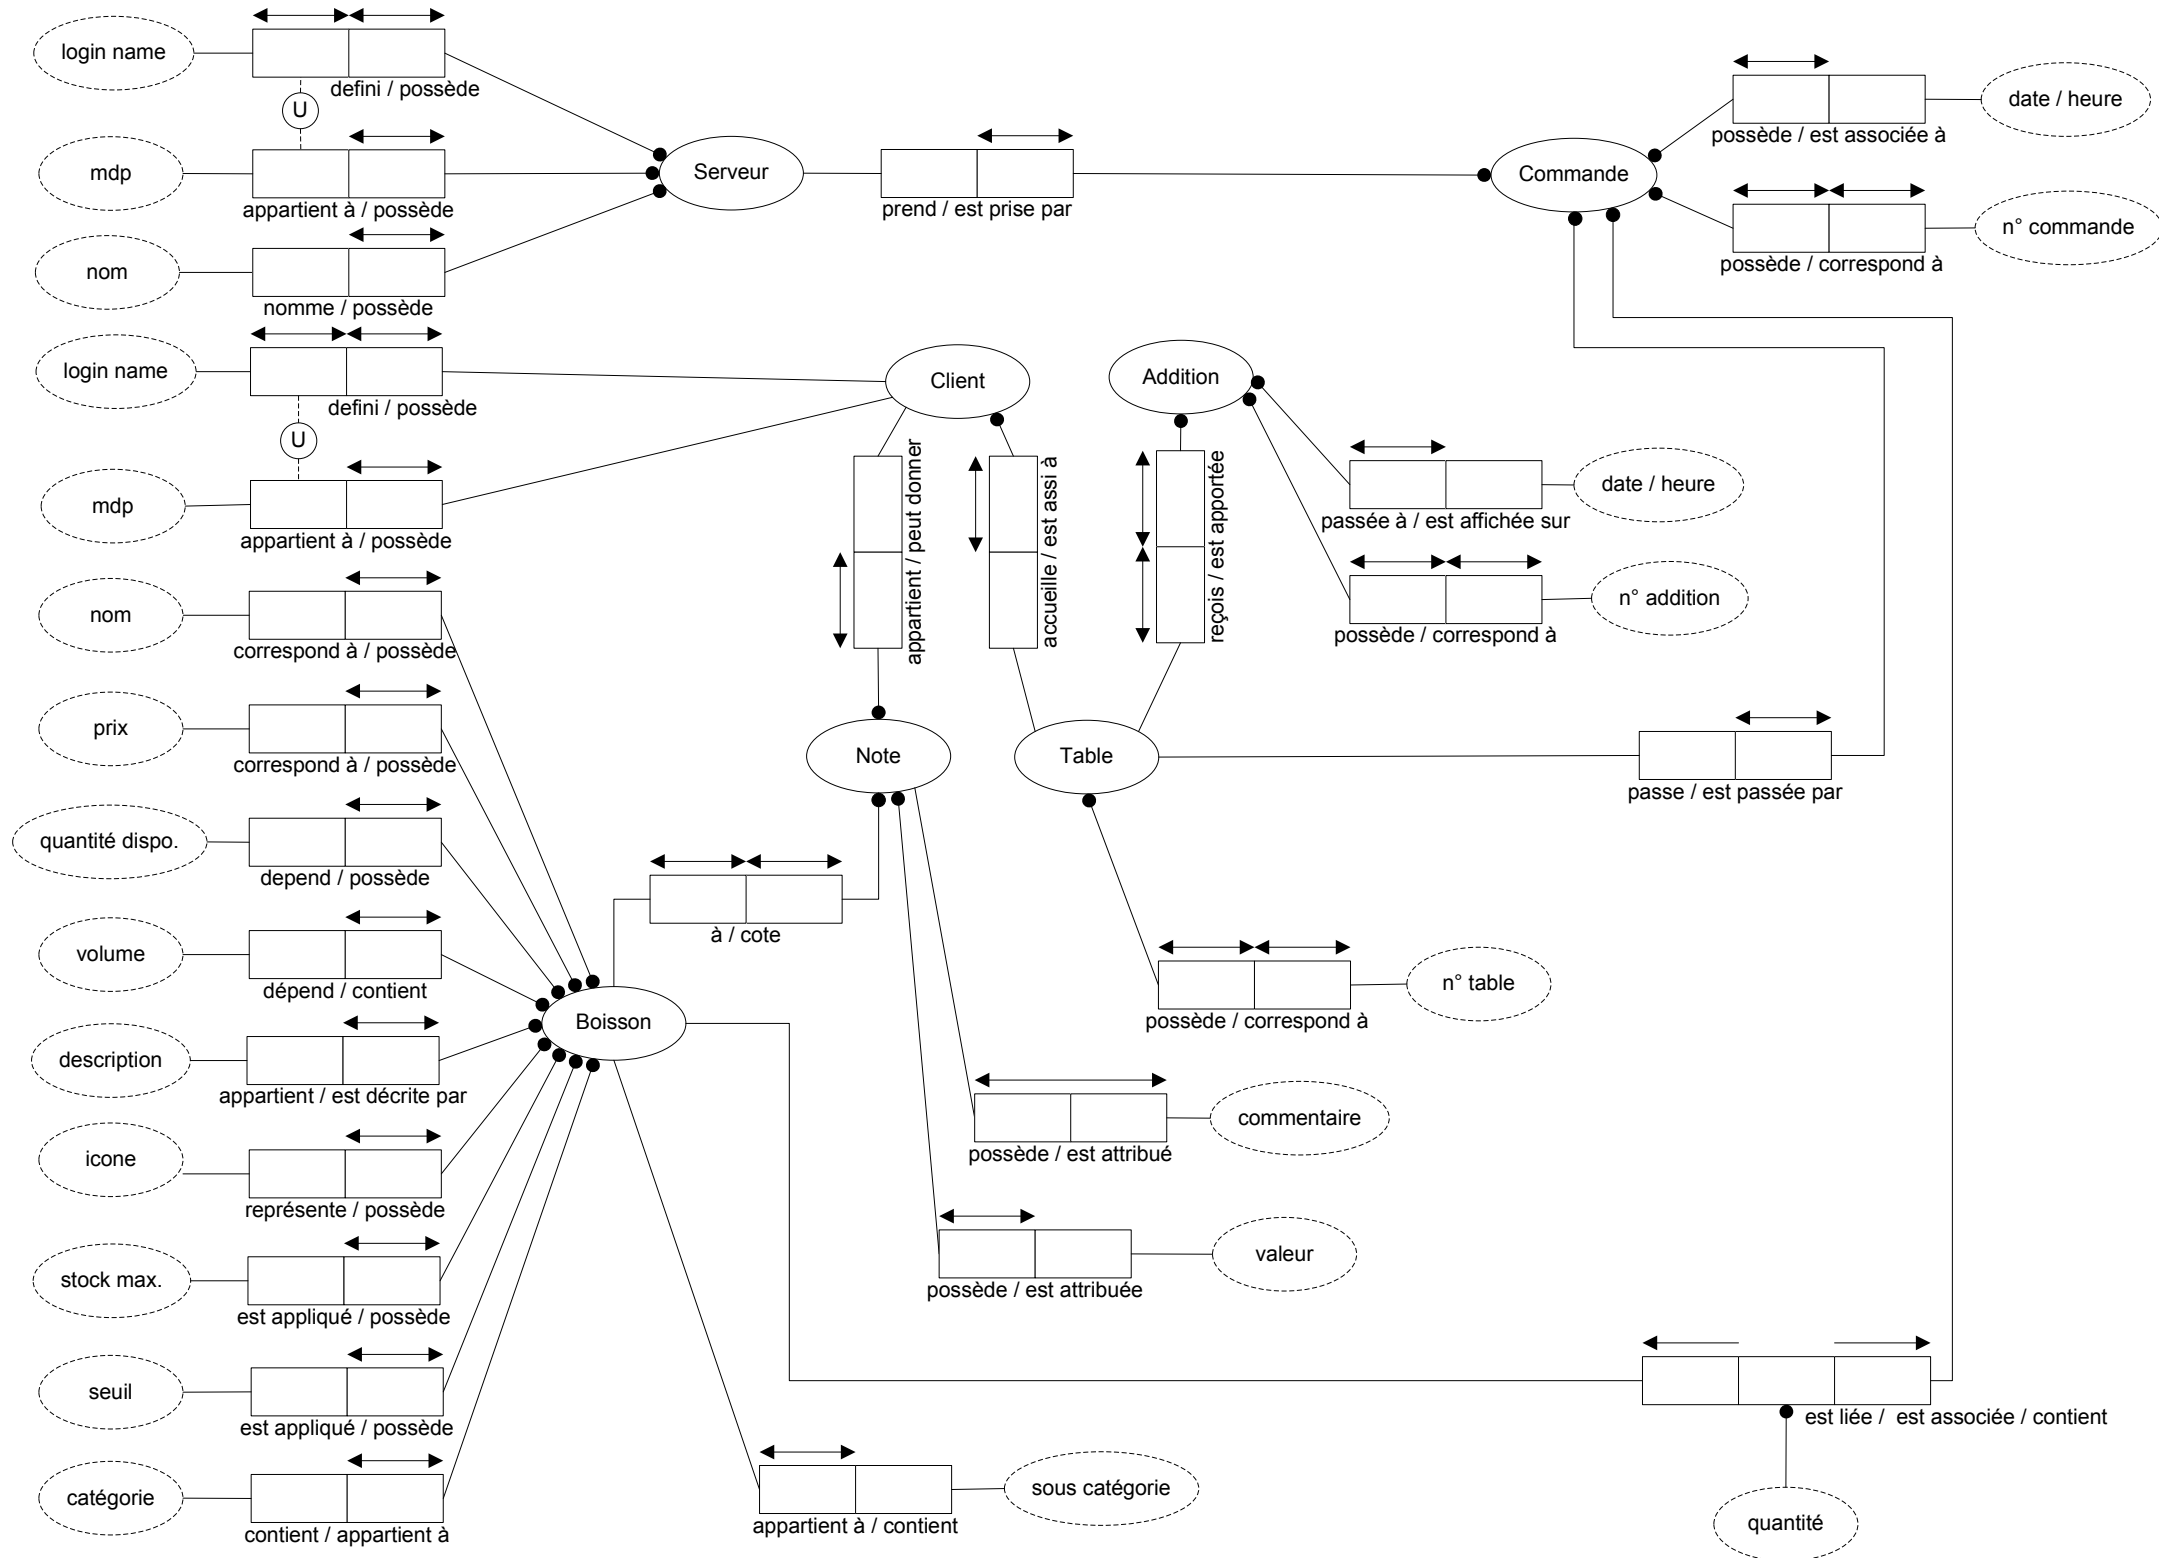 login name
defini / possède
U
mdp
appartient à / possède
nom
nomme / possède
Serveur
prend / est prise par
Commande
date / heure
possède / est associée à
n° commande
possède / correspond à
login name
defini / possède
U
mdp
appartient à / possède
Client
appartient / peut donner
accueille / est assi à
Addition
reçois / est apportée
date / heure
passée à / est affichée sur
n° addition
possède / correspond à
nom
correspond à / possède
prix
correspond à / possède
quantité dispo.
depend / possède
volume
dépend / contient
description
appartient / est décrite par
icone
représente / possède
stock max.
est appliqué / possède
seuil
est appliqué / possède
catégorie
contient / appartient à
Note
Table
passe / est passée par
à / cote
Boisson
n° table
possède / correspond à
commentaire
possède / est attribué
valeur
possède / est attribuée
est liée /  est associée / contient
sous catégorie
appartient à / contient
quantité